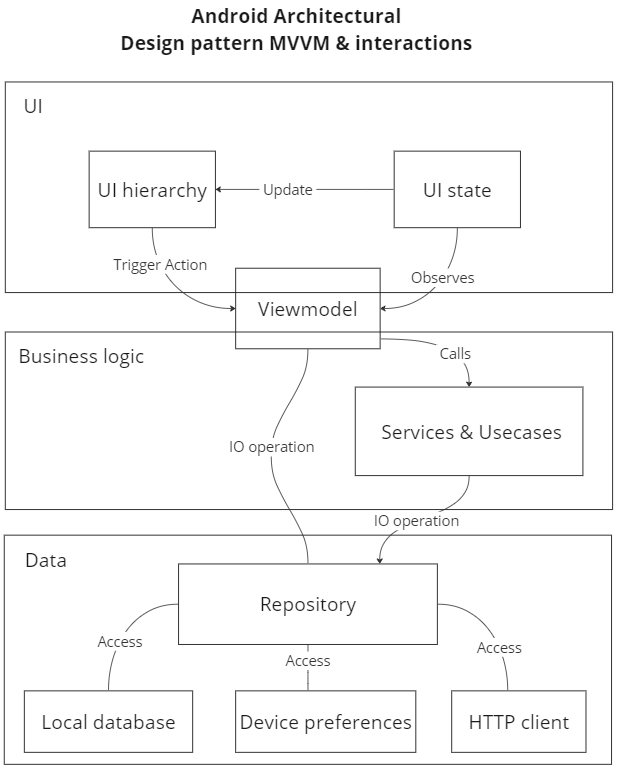 Android Architectural
Design pattern MVVM & interactions
UI
UI hierarchy
Update
UI state
Trigger Action
Observes
Viewmodel
Business logic
Calls
Services & Usecases
IO operation
IO operation
Data
Repository
Access
Access
Access
Local database
Device preferences
HTTP client